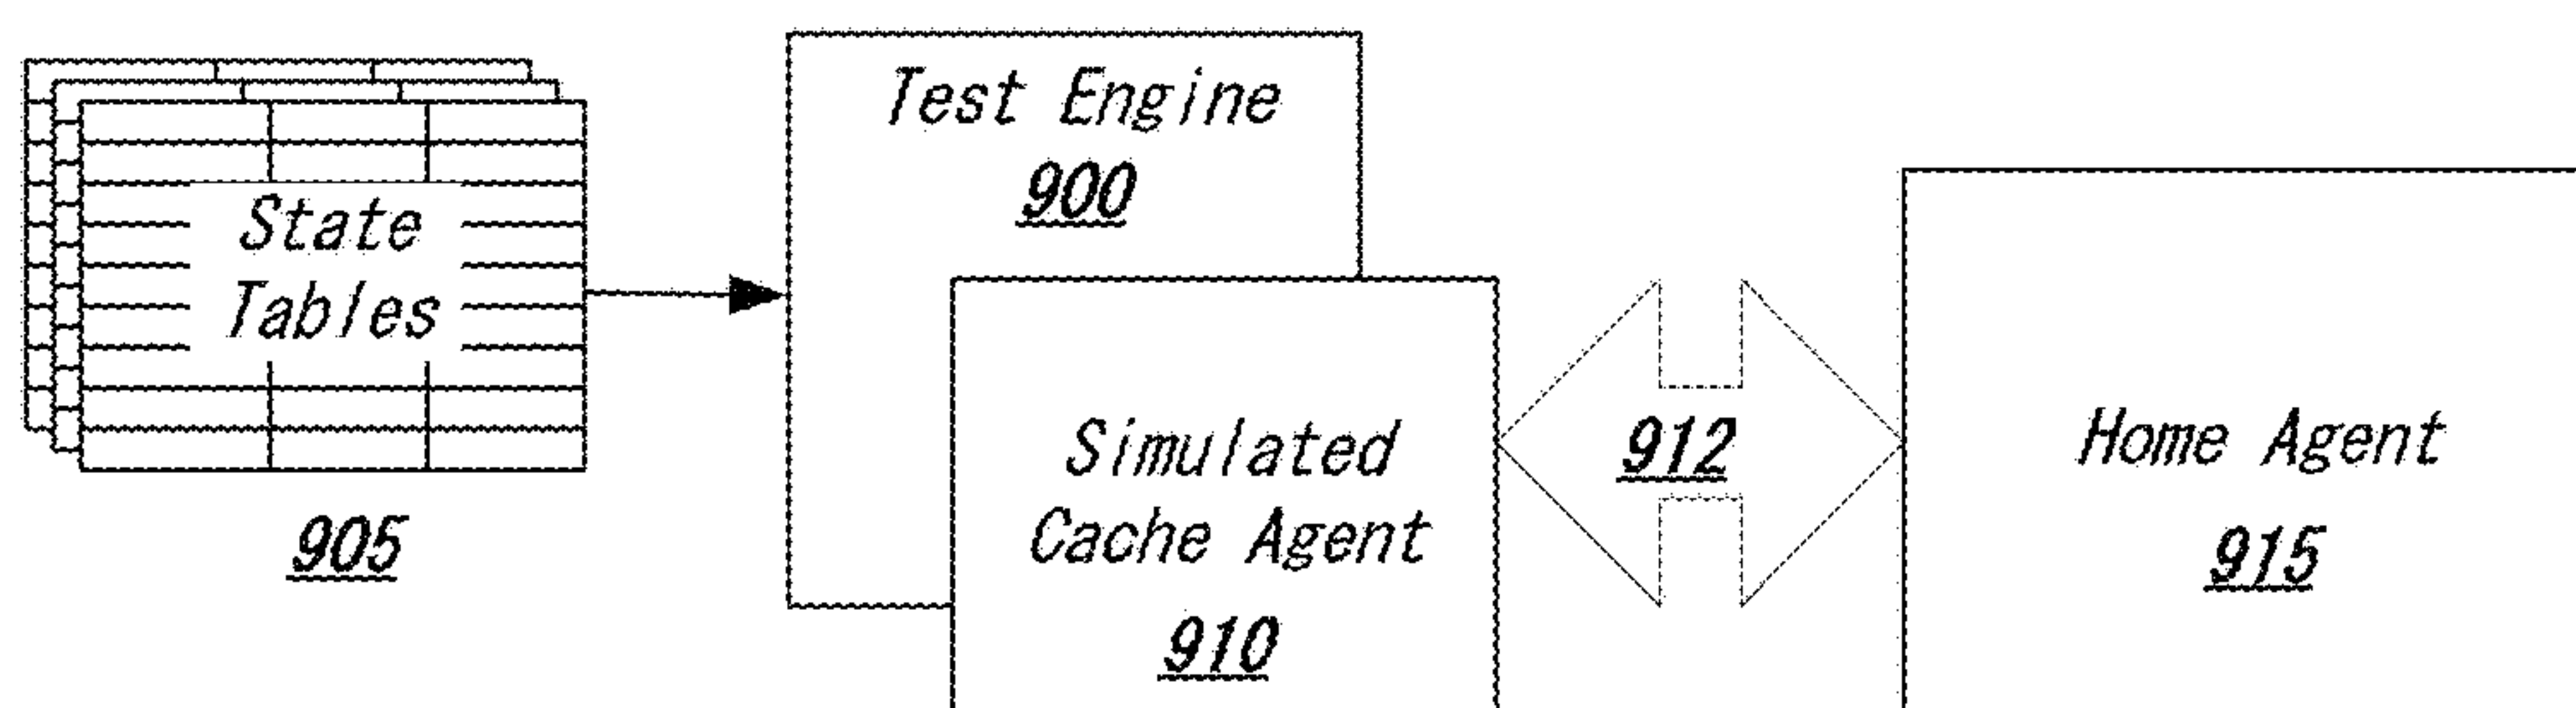 State
Tables
905
Test Engine
900
Simulated
Cache Agent
910
912
Home Agent
915